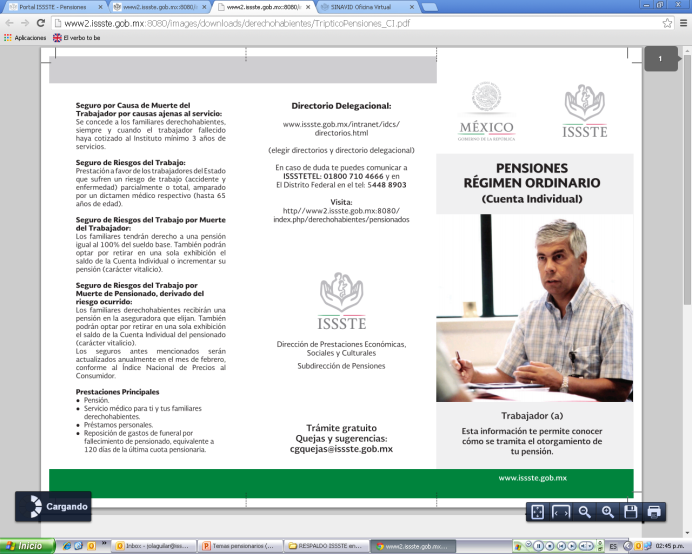 Portal ISSSTE - Pensiones
www2.issste.gob.mx:8080/i
www2.issste.gob.mx:8080/
SINAVID Oficina Virtual
www2.issste.gob.mx:8080/images/downloads/derechohabientes/TripticoPensiones_CI.pdf
Aplicaciones
El verbo to be
1
Seguro por Causa de Muerte del
Trabajador por causas ajenas al servicio:
Se concede a los familiares derechohabientes,
siempre y cuando el trabajador fallecido
haya cotizado al Instituto mínimo 3 años de
servicios.
Seguro de Riesgos del Trabajo:
Prestación a favor de los trabajadores del Estado
que sufren un riesgo de trabajo (accidente y
enfermedad) parcialmente o total, amparado
por un dictamen médico respectivo (hasta 65
años de edad).
Seguro de Riesgos del Trabajo por Muerte
del Trabajador:
Los familiares tendrán derecho a una pensión
igual al 100% del sueldo base. También podrán
optar por retirar en una sola exhibición el
saldo de la Cuenta Individual o incrementar su
pensión (carácter vitalicio).
Seguro de Riesgos del Trabajo por
Muerte de Pensionado, derivado del
riesgo ocurrido:
Los familiares derechohabientes recibirán una
pensión en la aseguradora que elijan. También
podrán optar por retirar en una sola exhibición
el saldo de la Cuenta Individual del pensionado
(carácter vitalicio).
Los seguros antes mencionados serán
actualizados anualmente en el mes de febrero,
conforme al Índice Nacional de Precios al
Consumidor.
Prestaciones Principales
● Pensión.
● Servicio médico para ti y tus familiares
derechohabientes.
● Préstamos personales.
● Reposición de gastos de funeral por
fallecimiento de pensionado, equivalente a
120 días de la última cuota pensionaria.
Directorio Delegacional:
www.issste.gob.mx/intranet/idcs/
directorios.html
(elegir directorios y directorio delegacional)
En caso de duda te puedes comunicar a
ISSSTETEL: 01800 710 4666 y en
El Distrito Federal en el tel: 5448 8903
Visita:
http://www2.issste.gob.mx:8080/
index.php/derechohabientes/pensionados
ISSSTE
Dirección de Prestaciones Económicas,
Sociales y Culturales
Subdirección de Pensiones
Trámite gratuito
Quejas y sugerencias:
cgquejas@issste.gob.mx
MÉXICO
GOBIERNO DE LA REPÚBLICA
ISSSTE
PENSIONES
RÉGIMEN ORDINARIO
(Cuenta Individual)
Trabajador (a)
Esta información te permite conocer
cómo se tramita el otorgamiento de
tu pensión.
www.issste.gob.mx
Cargando
Inicio
Inbox - jolaguilar@iss...
Temas pensionarios (...
RESPALDO ISSSTE en...
www2.issste.gob.mx:...
ES
02:45 p.m.